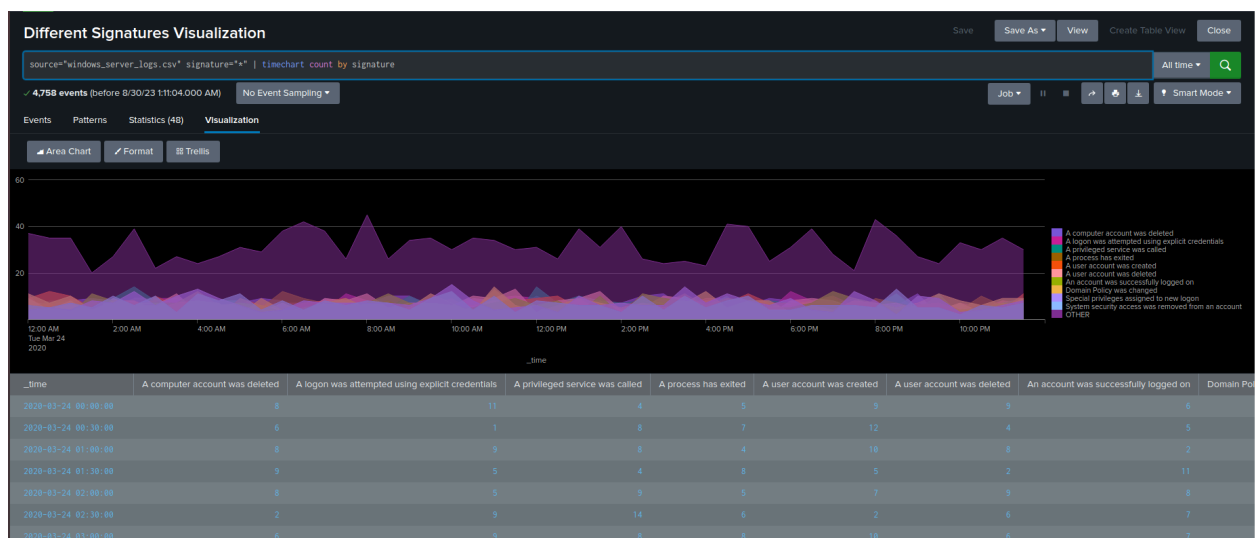 Different Signatures Visualization
Save
Save As
View
Create Table View
Close
source="windows_server_logs.csv" signature="*" | timechart count by signature
All time
4,758 events (before 8/30/23 1:11:04.000 AM)
No Event Sampling
Job
Smart Mode
Events
Patterns
Statistics (48)
Visualization
Area Chart
Format
Trellis
60
40
20
12:00 AM
Tue Mar 24
2020
2:00 AM
4:00 AM
6:00 AM
8:00 AM
10:00 AM
12:00 PM
2:00 PM
4:00 PM
6:00 PM
8:00 PM
10:00 PM
_time
A computer account was deleted
A logon was attempted using explicit credentials
A privileged service was called
A process has exited
A user account was created
A user account was deleted
An account was successfully logged on
Domain Policy was changed
Special privileges assigned to new logon
System security access was removed from an account
OTHER
_time A computer account was deleted A logon was attempted using explicit credentials A privileged service was called A process has exited A user account was created A user account was deleted An account was successfully logged on Domain Pol
2020-03-24 00:00:00 8 11 4 5 9 9 6
2020-03-24 00:30:00 6 1 8 7 12 4 5
2020-03-24 01:00:00 8 9 8 4 10 8 2
2020-03-24 01:30:00 9 5 4 8 5 2 11
2020-03-24 02:00:00 8 5 9 5 7 9 8
2020-03-24 02:30:00 2 9 14 6 2 6 7
2020-03-24 03:00:00